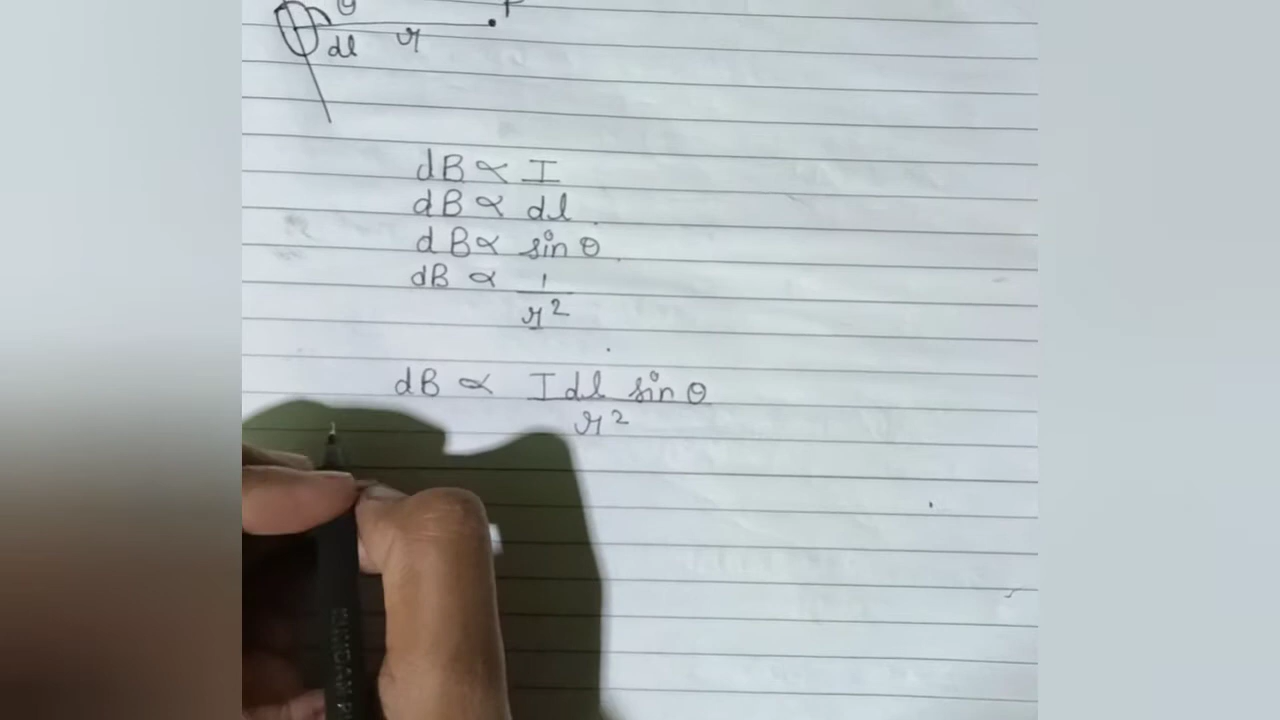 θ
dl r
dB ∝ I
dB ∝ dl
dB ∝ sin θ
dB ∝ 1/r²
dB ∝ I dl sin θ / r²